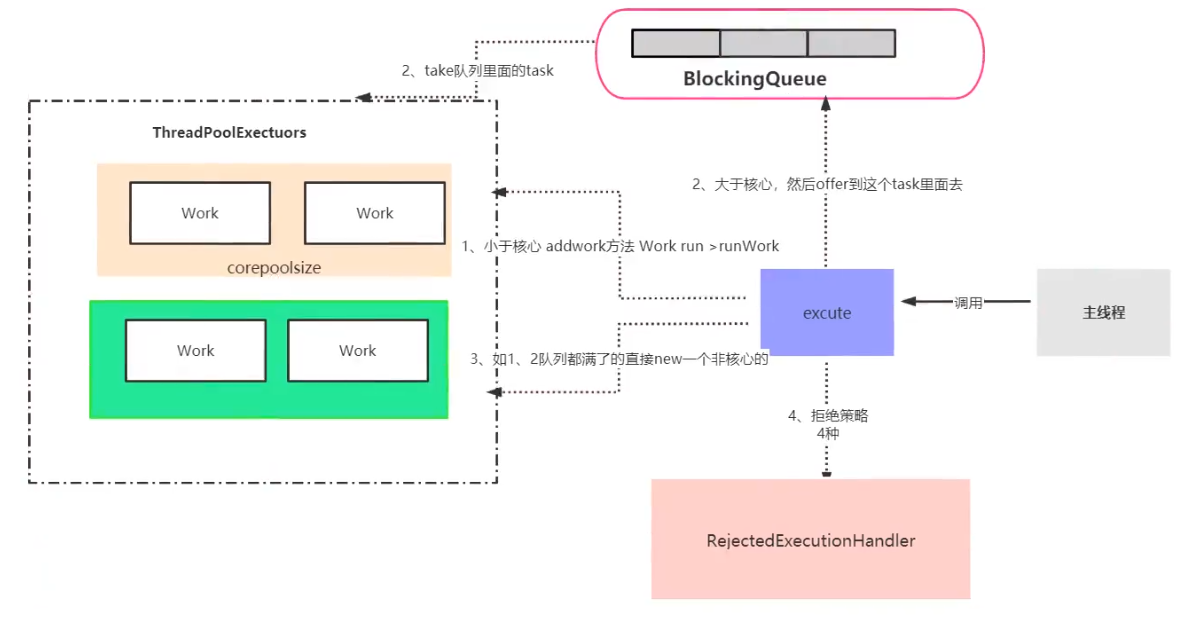 BlockingQueue
2、take队列里面的task
ThreadPoolExectuors
Work
Work
corepoolsize
2、大于核心，然后offer到这个task里面去
1、小于核心 addwork方法 Work run >runWork
excute
调用
主线程
Work
Work
3、如1、2队列都满了的直接new一个非核心的
4、拒绝策略
4种
RejectedExecutionHandler